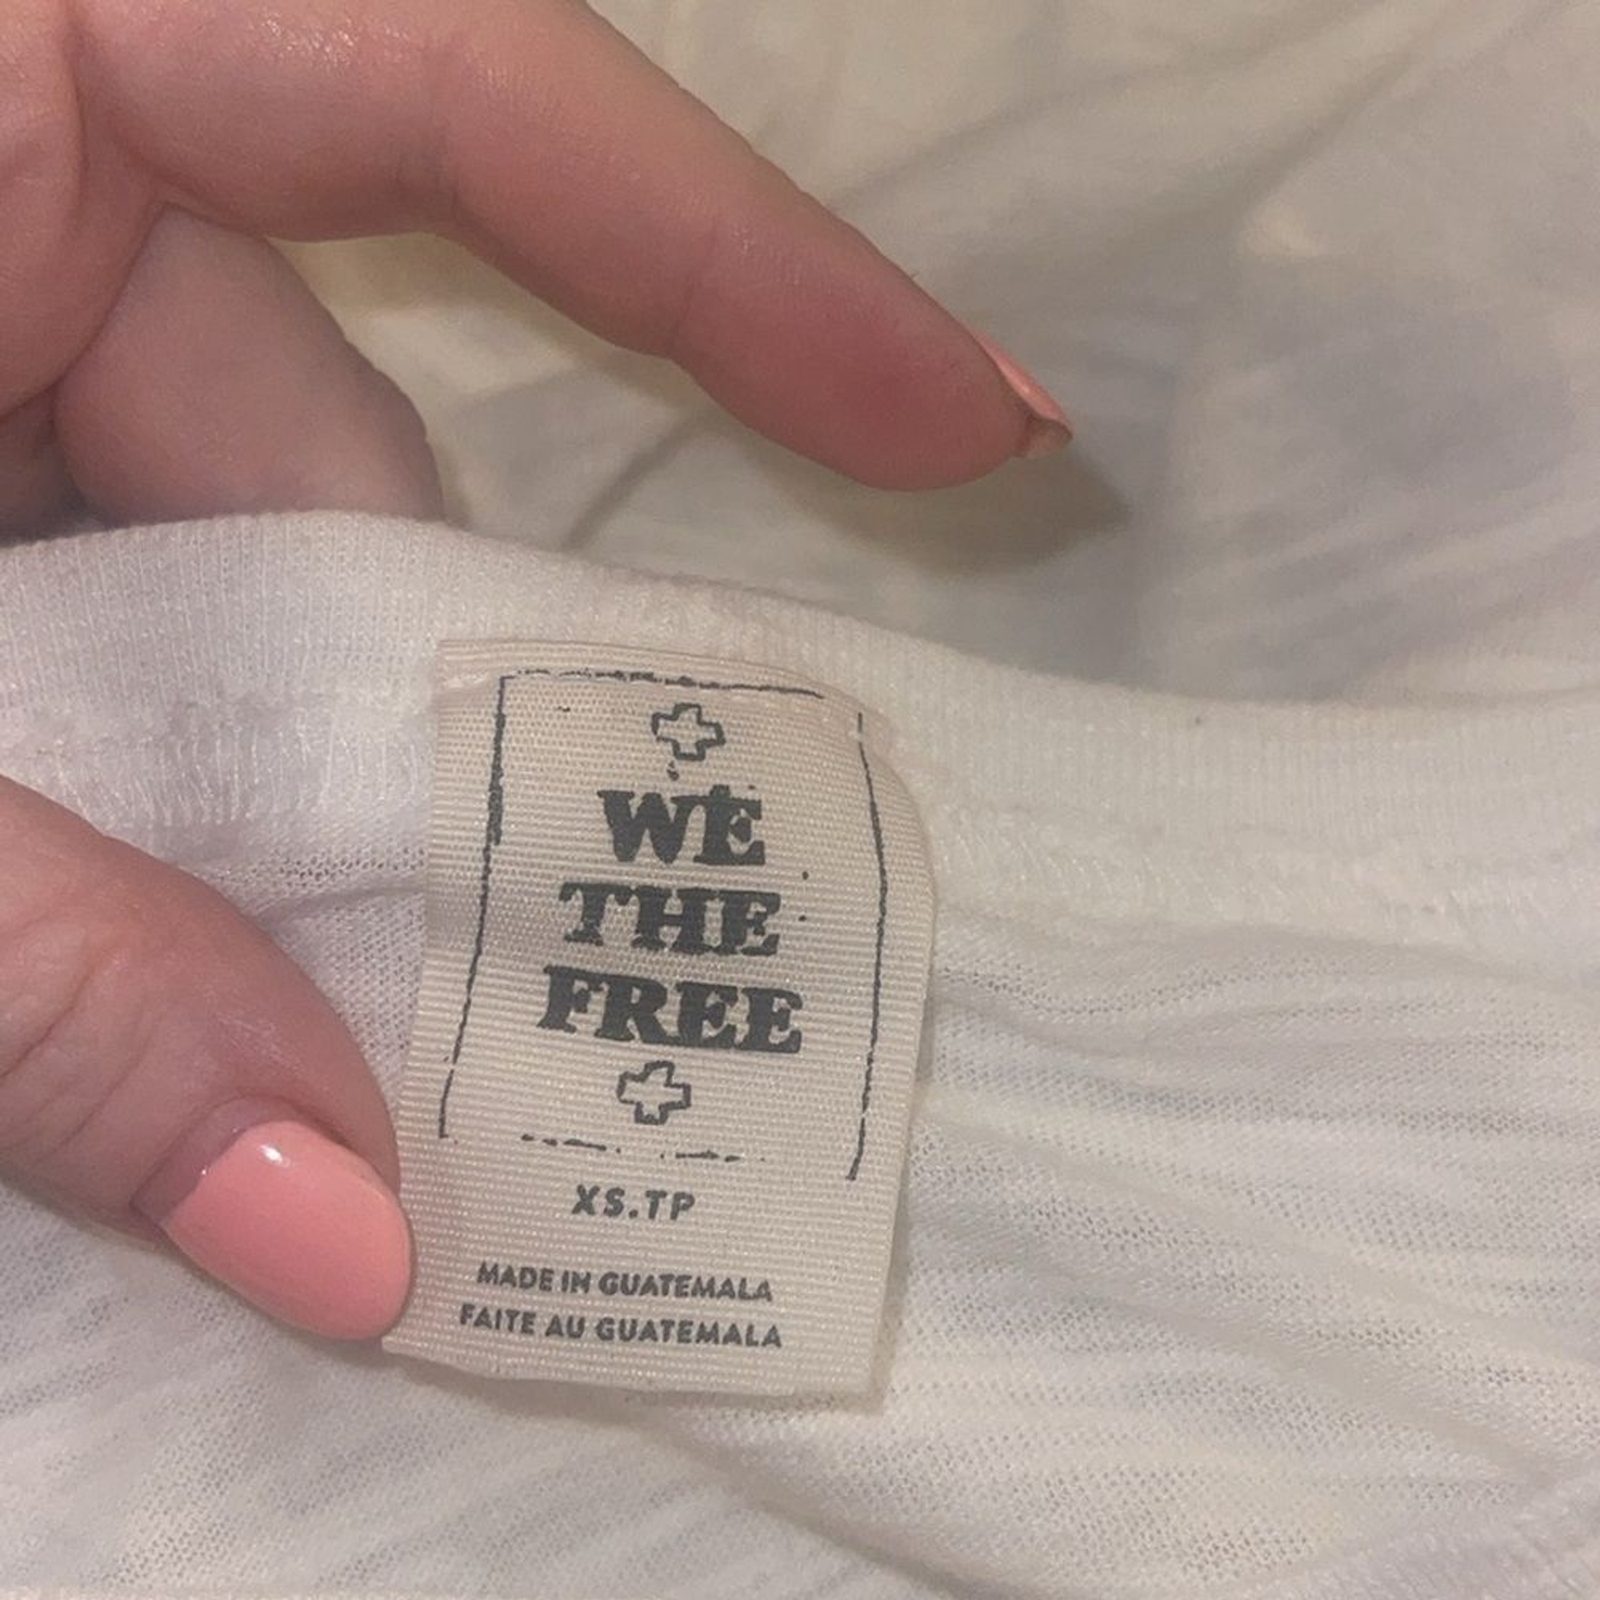 WE
THE
FREE
XS.TP
MADE IN GUATEMALA
FAITE AU GUATEMALA